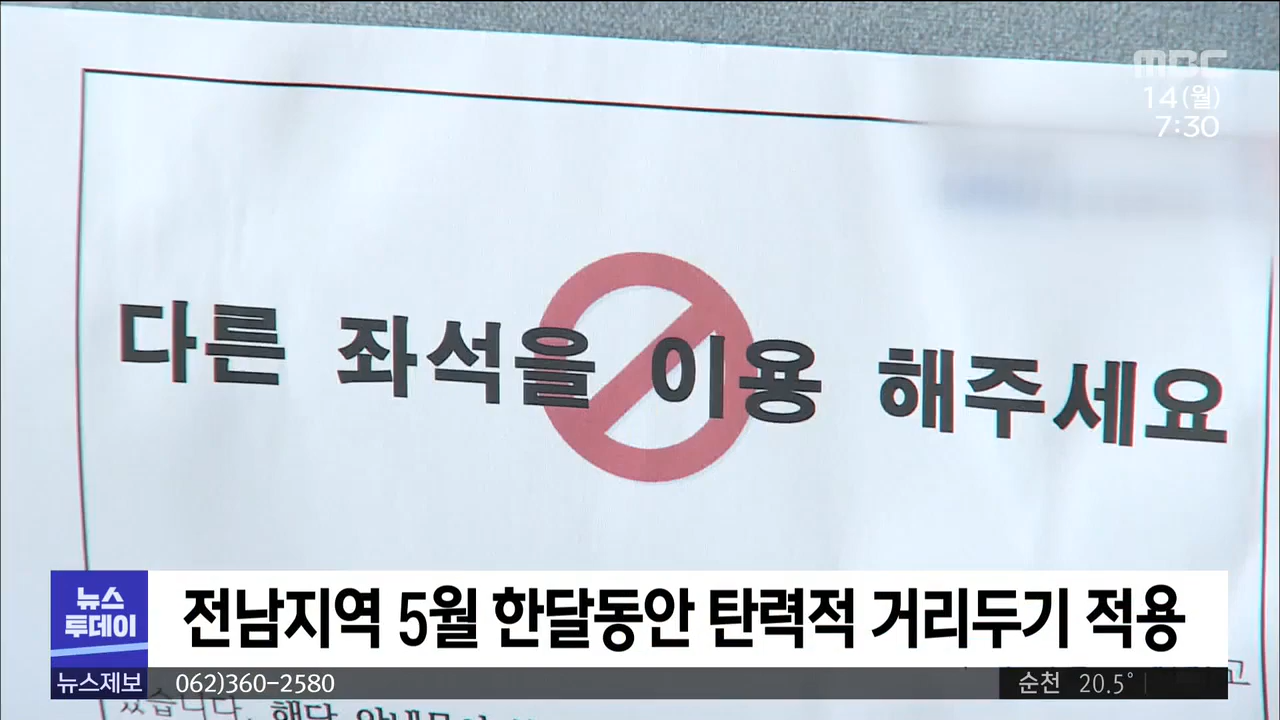 MBC
14(월)
7:30
다른 좌석을 이용 해주세요
뉴스
투데이
전남지역 5월 한달동안 탄력적 거리두기 적용
뉴스제보 062)360-2580
순천 20.5°